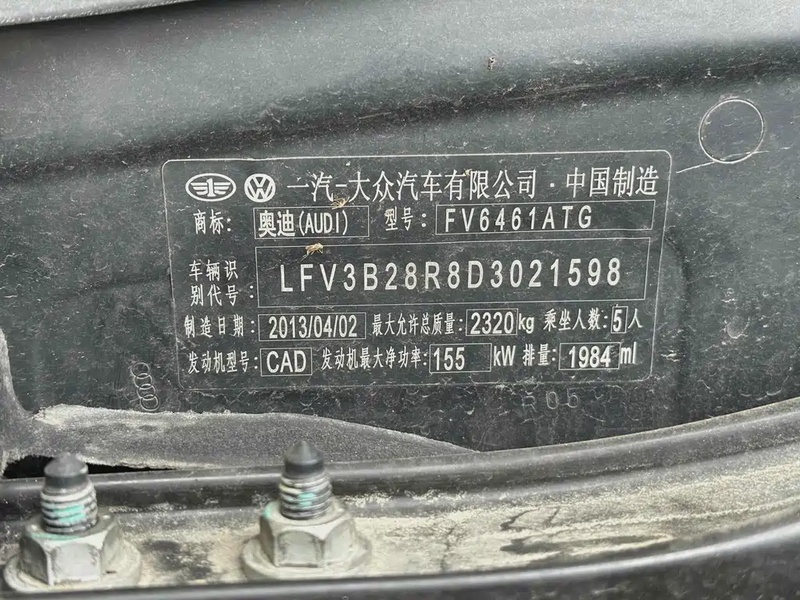 一汽-大众汽车有限公司·中国制造
商标: 奥迪(AUDI) 型号: FV6461ATG
车辆识别代号: LFV3B28R8D3021598
制造日期: 2013/04/02 最大允许总质量: 2320kg 乘坐人数: 5人
发动机型号: CAD 发动机最大净功率: 155 kW 排量: 1984 ml
R05